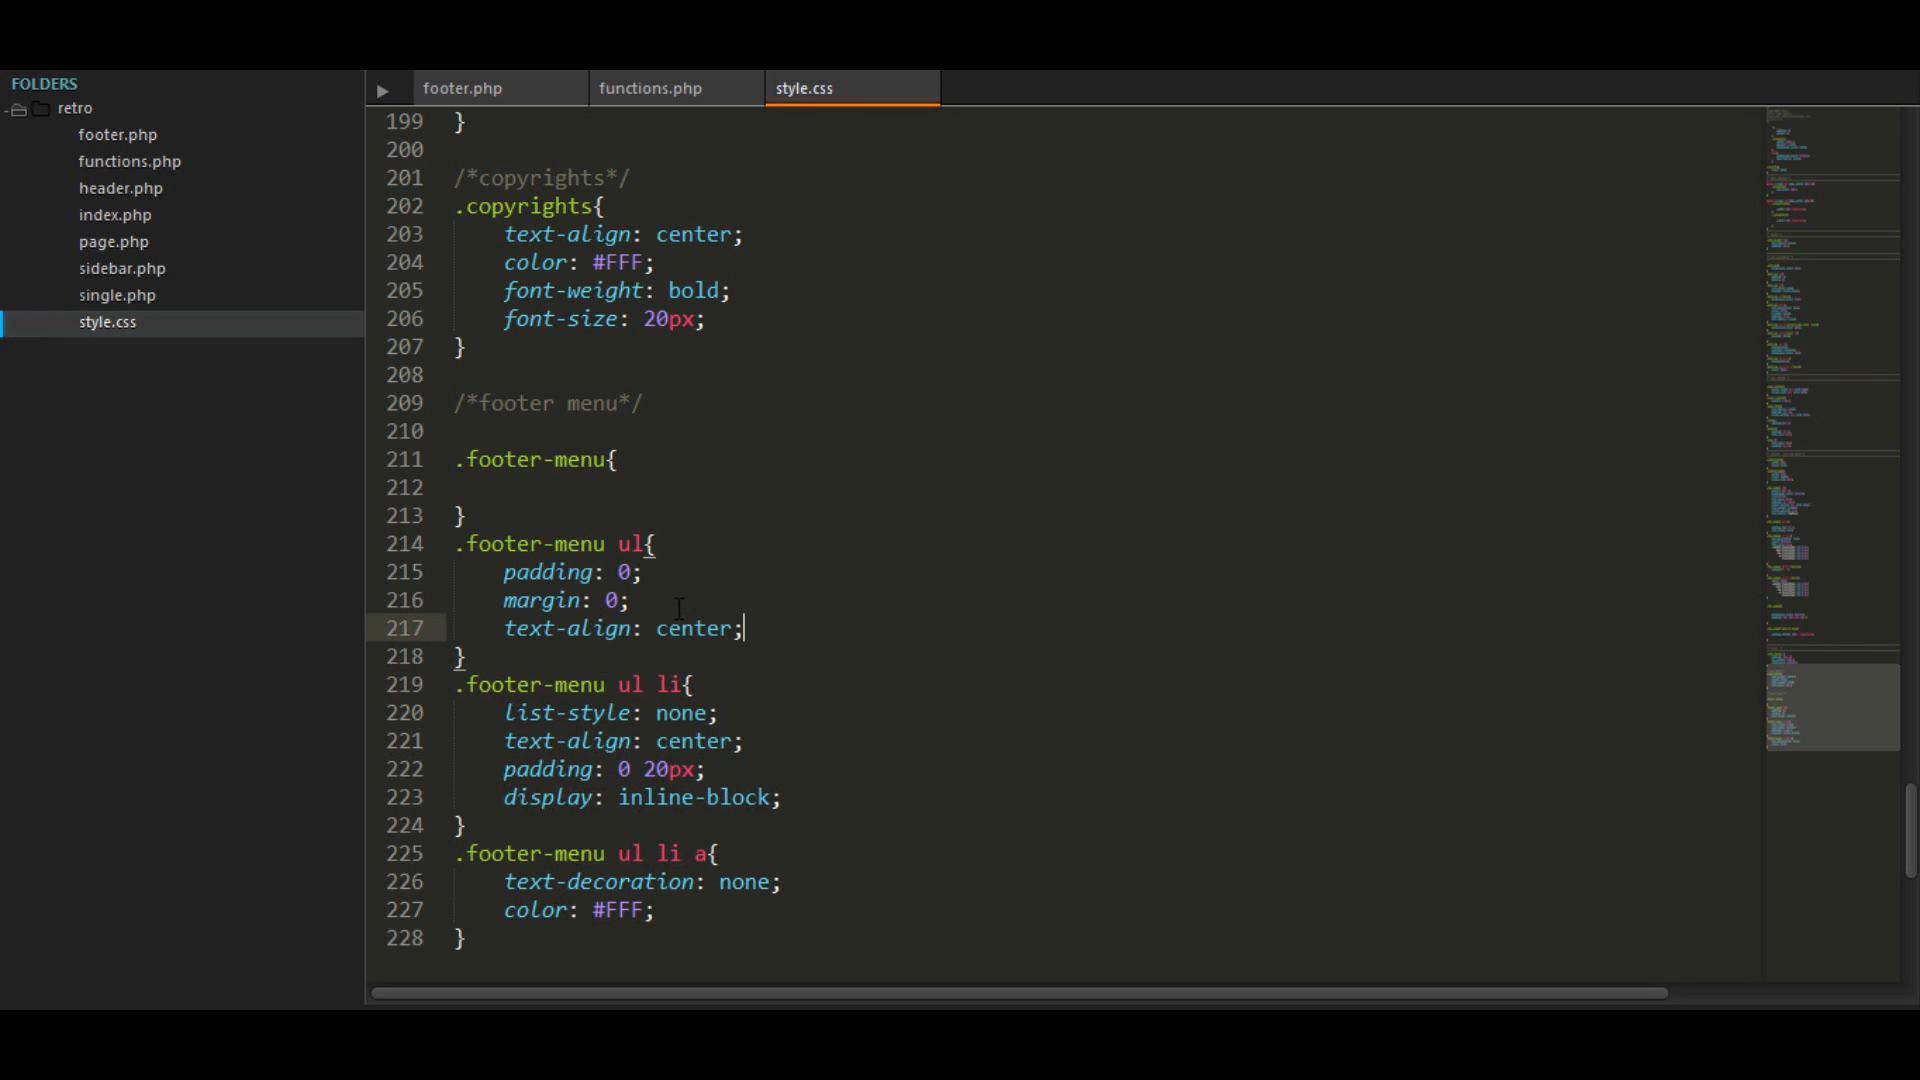 FOLDERS
retro
footer.php
functions.php
header.php
index.php
page.php
sidebar.php
single.php
style.css
footer.php functions.php style.css
199 }
200
201 /*copyrights*/
202 .copyrights{
203 text-align: center;
204 color: #FFF;
205 font-weight: bold;
206 font-size: 20px;
207 }
208
209 /*footer menu*/
210
211 .footer-menu{
212
213 }
214 .footer-menu ul{
215 padding: 0;
216 margin: 0;
217 text-align: center;
218 }
219 .footer-menu ul li{
220 list-style: none;
221 text-align: center;
222 padding: 0 20px;
223 display: inline-block;
224 }
225 .footer-menu ul li a{
226 text-decoration: none;
227 color: #FFF;
228 }